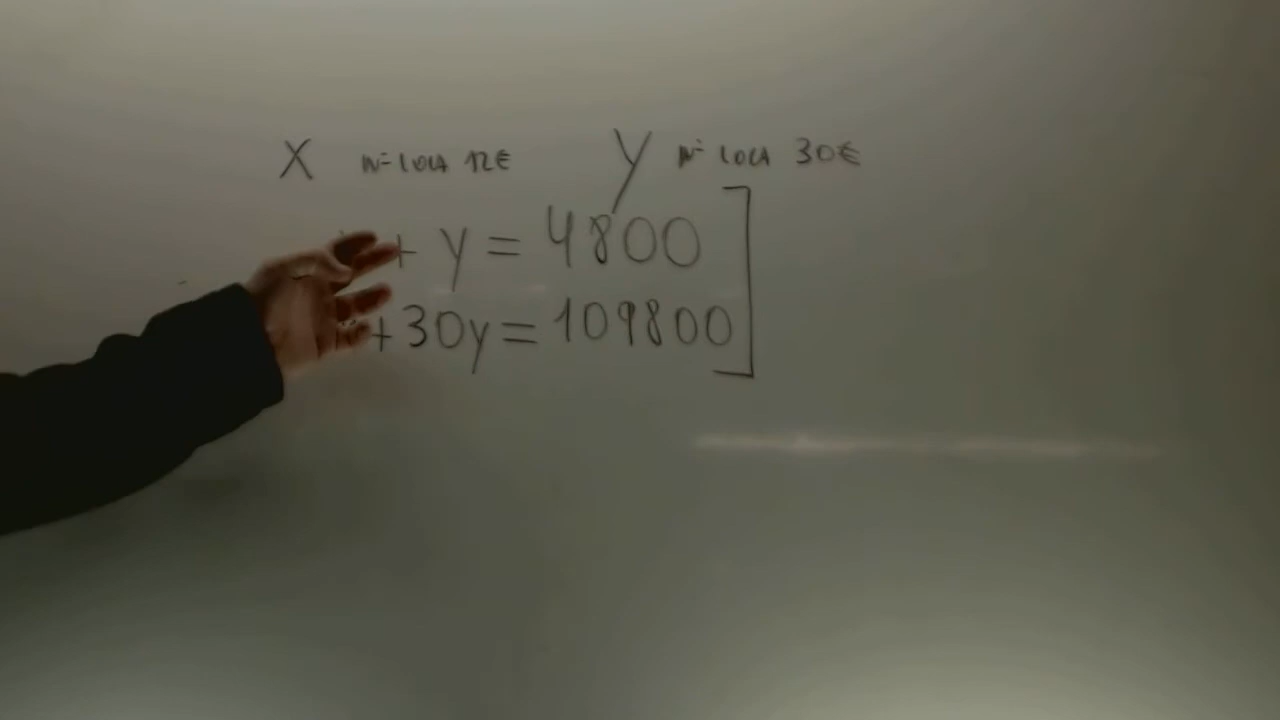 X Nº LOCA 12€ y Nº LOCA 30€
+ y = 4800
+30y = 109800